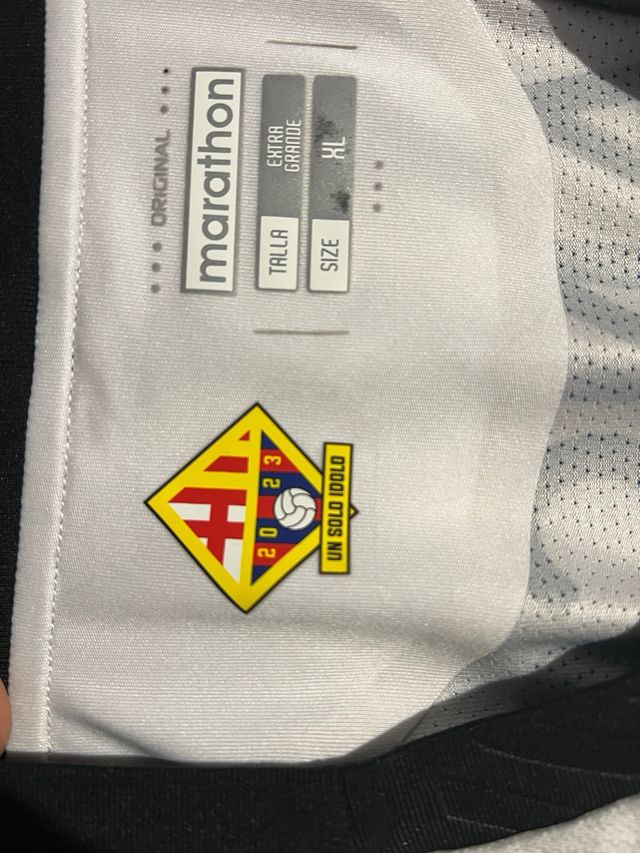 ORIGINAL
marathon
TALLA EXTRA GRANDE
SIZE XL
2023
UN SOLO IDOLO